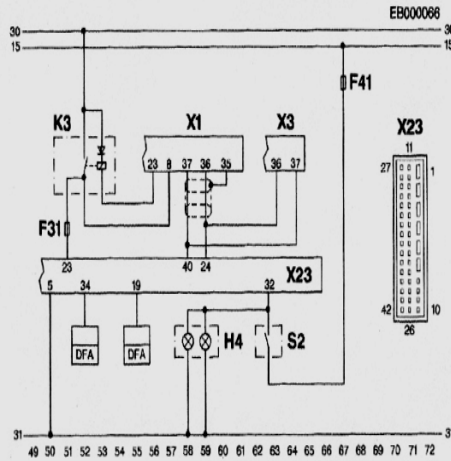 EB000066
30 30
15 15
F41
K3 X1 X3 X23
11
23 8 37 36 35 36 37 27 1
F31
23 40 24 X23
5 34 19 32 42 10
26
H4 S2
DFA DFA
31 3
49 50 51 52 53 54 55 56 57 58 59 60 61 62 63 64 65 66 67 68 69 70 71 72